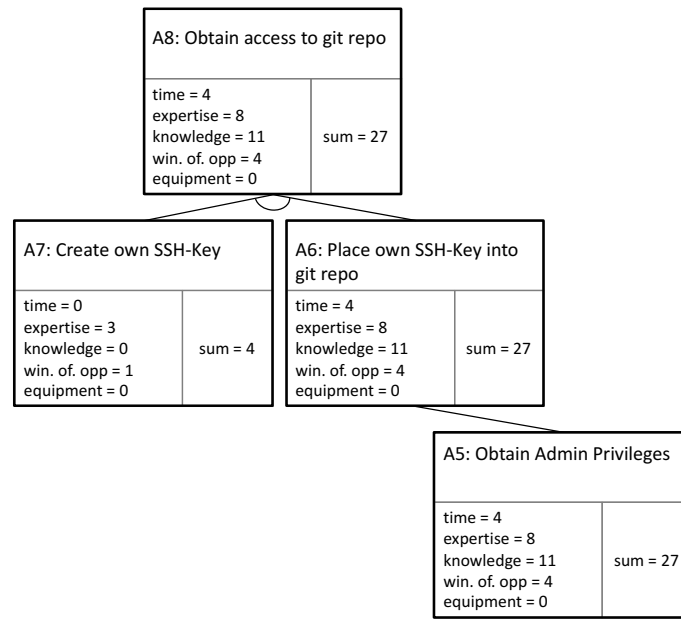 A8: Obtain access to git repo
time = 4
expertise = 8
knowledge = 11
win. of. opp = 4
equipment = 0
sum = 27
A7: Create own SSH-Key
time = 0
expertise = 3
knowledge = 0
win. of. opp = 1
equipment = 0
sum = 4
A6: Place own SSH-Key into
git repo
time = 4
expertise = 8
knowledge = 11
win. of. opp = 4
equipment = 0
sum = 27
A5: Obtain Admin Privileges
time = 4
expertise = 8
knowledge = 11
win. of. opp = 4
equipment = 0
sum = 27